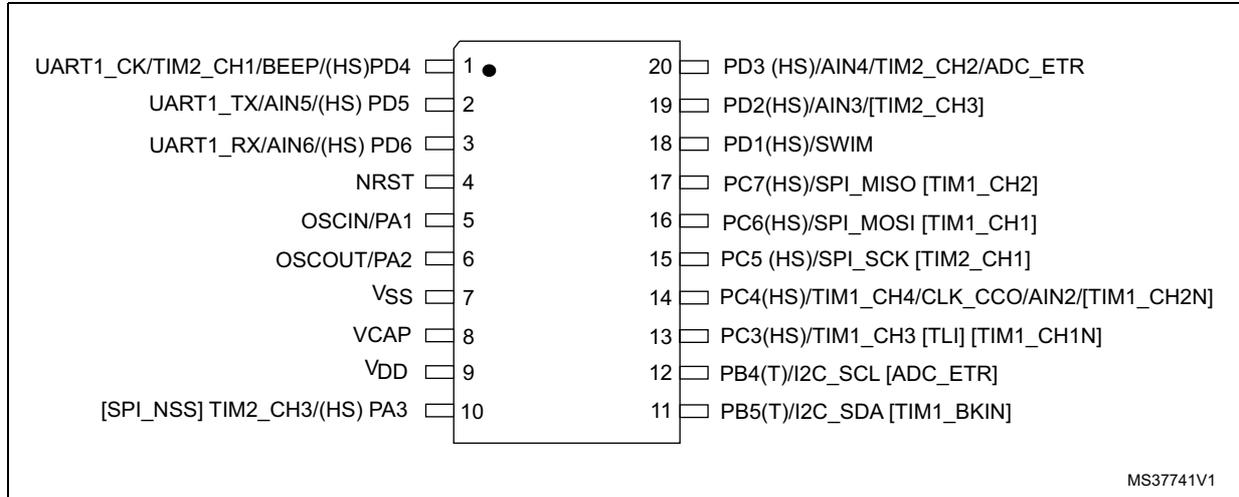 UART1_CK/TIM2_CH1/BEEP/(HS)PD4 1 20 PD3 (HS)/AIN4/TIM2_CH2/ADC_ETR
UART1_TX/AIN5/(HS) PD5 2 19 PD2(HS)/AIN3/[TIM2_CH3]
UART1_RX/AIN6/(HS) PD6 3 18 PD1(HS)/SWIM
NRST 4 17 PC7(HS)/SPI_MISO [TIM1_CH2]
OSCIN/PA1 5 16 PC6(HS)/SPI_MOSI [TIM1_CH1]
OSCOUT/PA2 6 15 PC5 (HS)/SPI_SCK [TIM2_CH1]
VSS 7 14 PC4(HS)/TIM1_CH4/CLK_CCO/AIN2/[TIM1_CH2N]
VCAP 8 13 PC3(HS)/TIM1_CH3 [TLI] [TIM1_CH1N]
VDD 9 12 PB4(T)/I2C_SCL [ADC_ETR]
[SPI_NSS] TIM2_CH3/(HS) PA3 10 11 PB5(T)/I2C_SDA [TIM1_BKIN]
MS37741V1